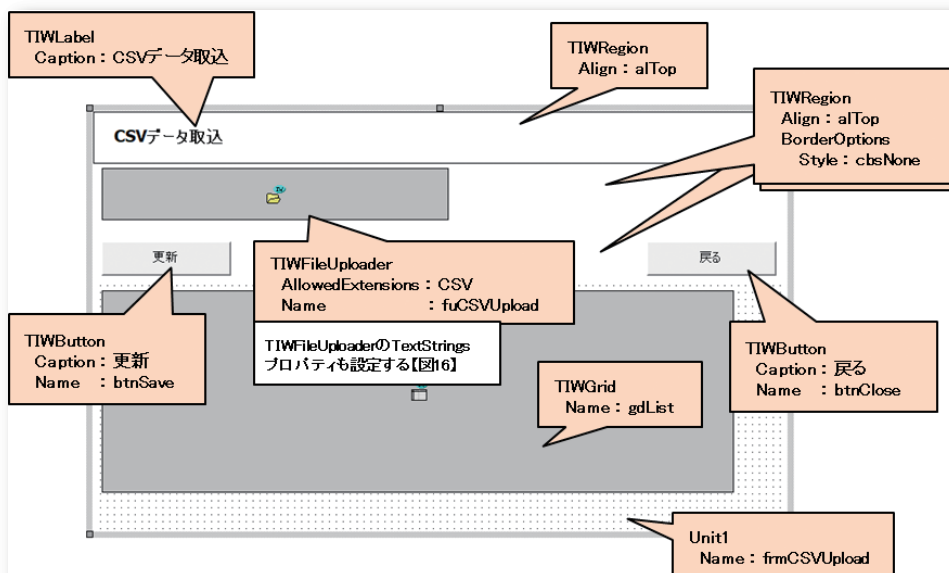 TIWLabel
Caption：CSVデータ取込
TIWRegion
Align：alTop
TIWRegion
Align：alTop
BorderOptions
Style：cbsNone
CSVデータ取込
更新
戻る
TIWFileUploader
AllowedExtensions：CSV
Name　　　　　：fuCSVUpload
TIWFileUploaderのTextStrings
プロパティも設定する【図16】
TIWButton
Caption：更新
Name　：btnSave
TIWGrid
Name：gdList
TIWButton
Caption：戻る
Name　：btnClose
Unit1
Name：frmCSVUpload